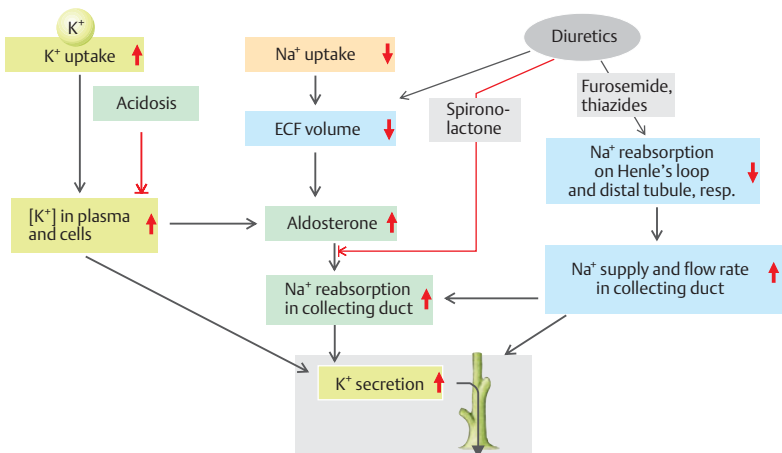 K⁺
K⁺ uptake
Na⁺ uptake
Diuretics
Acidosis
ECF volume
Spirono-
lactone
Furosemide,
thiazides
Na⁺ reabsorption
on Henle's loop
and distal tubule, resp.
[K⁺] in plasma
and cells
Aldosterone
Na⁺ reabsorption
in collecting duct
Na⁺ supply and flow rate
in collecting duct
K⁺ secretion